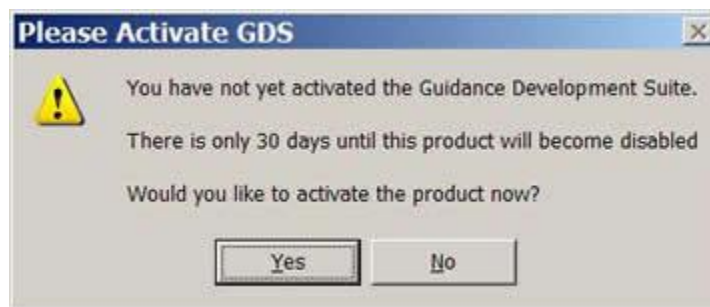 Please Activate GDS
You have not yet activated the Guidance Development Suite.
There is only 30 days until this product will become disabled
Would you like to activate the product now?
Yes
No